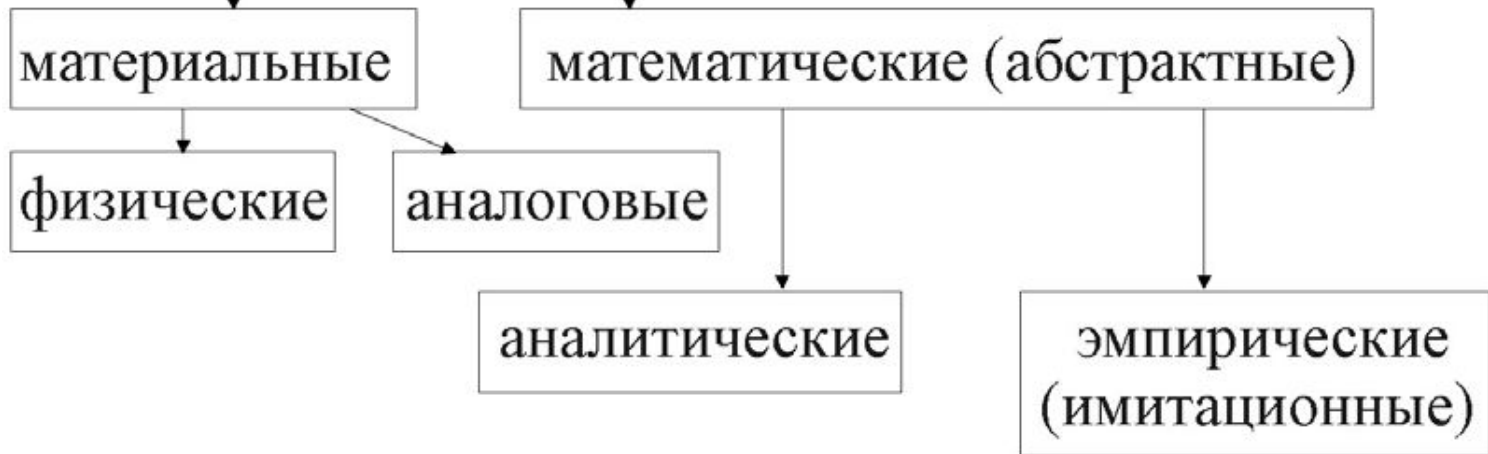 материальные
математические (абстрактные)
физические
аналоговые
аналитические
эмпирические
(имитационные)